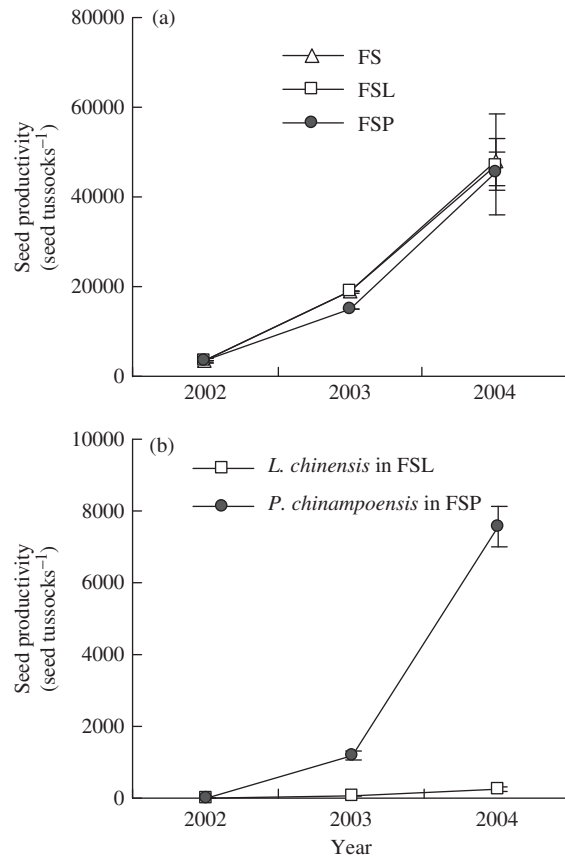 (a)
FS
FSL
FSP
Seed productivity
(seed tussocks⁻¹)
80000
60000
40000
20000
0
2002 2003 2004
(b)
L. chinensis in FSL
P. chinampoensis in FSP
Seed productivity
(seed tussocks⁻¹)
10000
8000
6000
4000
2000
0
2002 2003 2004
Year